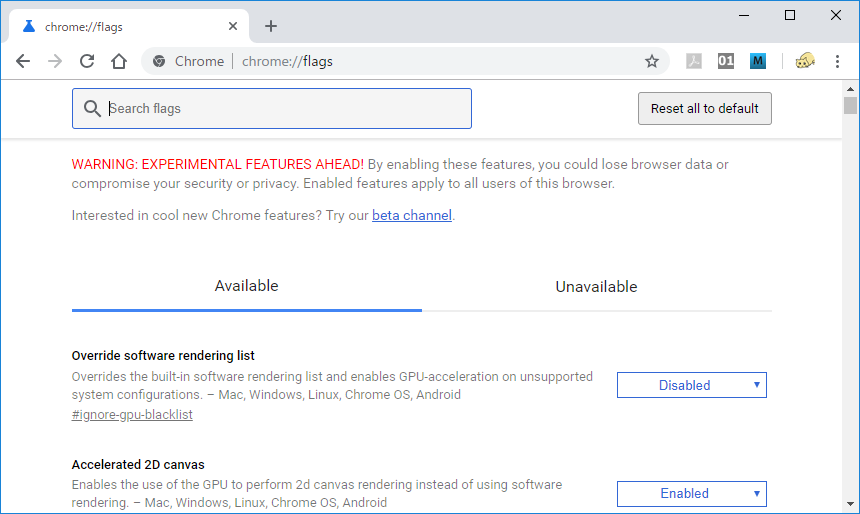 chrome://flags
Chrome | chrome://flags
01
M
Search flags
Reset all to default
WARNING: EXPERIMENTAL FEATURES AHEAD! By enabling these features, you could lose browser data or
compromise your security or privacy. Enabled features apply to all users of this browser.
Interested in cool new Chrome features? Try our beta channel.
Available
Unavailable
Override software rendering list
Overrides the built-in software rendering list and enables GPU-acceleration on unsupported
system configurations. – Mac, Windows, Linux, Chrome OS, Android
#ignore-gpu-blacklist
Disabled
Accelerated 2D canvas
Enables the use of the GPU to perform 2d canvas rendering instead of using software
rendering. – Mac, Windows, Linux, Chrome OS, Android
Enabled